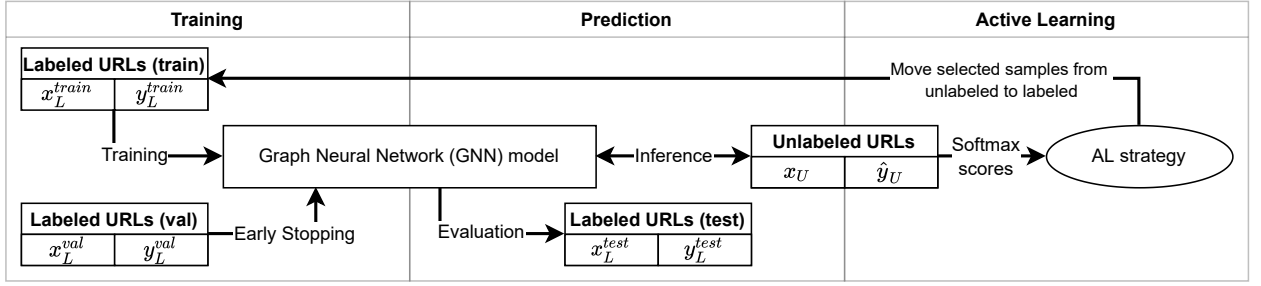 Training
Prediction
Active Learning
Labeled URLs (train)
x_L^{train} y_L^{train}
Move selected samples from
unlabeled to labeled
Training
Graph Neural Network (GNN) model
Inference
Unlabeled URLs
x_U ŷ_U
Softmax
scores
AL strategy
Labeled URLs (val)
x_L^{val} y_L^{val}
Early Stopping
Evaluation
Labeled URLs (test)
x_L^{test} y_L^{test}